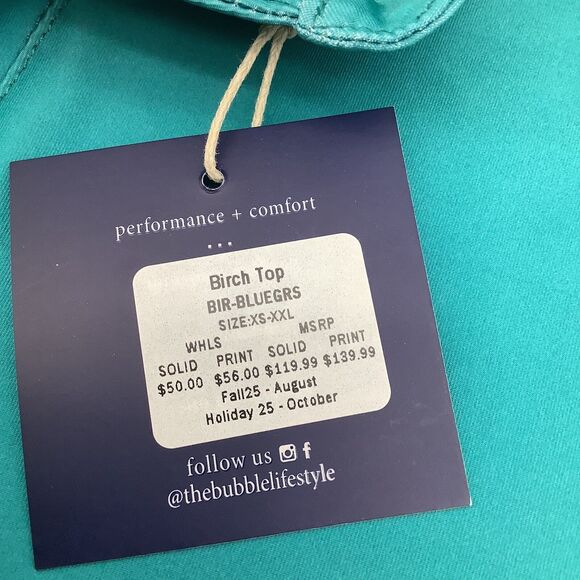 performance + comfort
...
Birch Top
BIR-BLUEGRS
SIZE:XS-XXL
WHLS MSRP
SOLID PRINT SOLID PRINT
$50.00 $56.00 $119.99 $139.99
Fall25 - August
Holiday 25 - October
follow us
@thebubblelifestyle